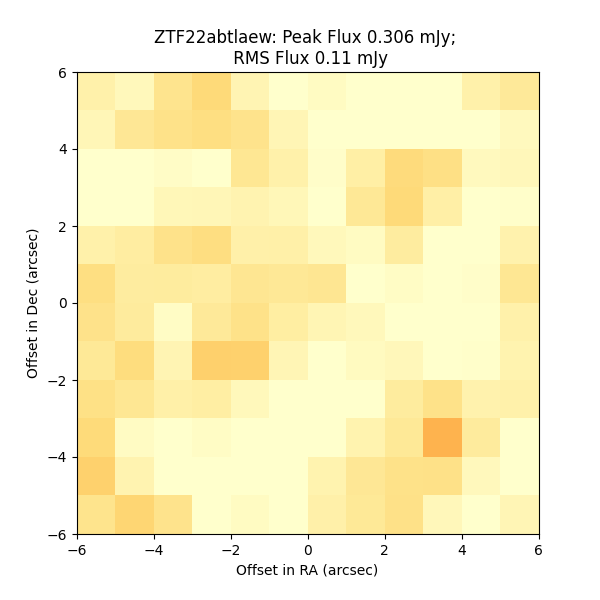 ZTF22abtlaew: Peak Flux 0.306 mJy;
RMS Flux 0.11 mJy
6
4
2
0
−2
−4
−6
Offset in Dec (arcsec)
−6 −4 −2 0 2 4 6
Offset in RA (arcsec)